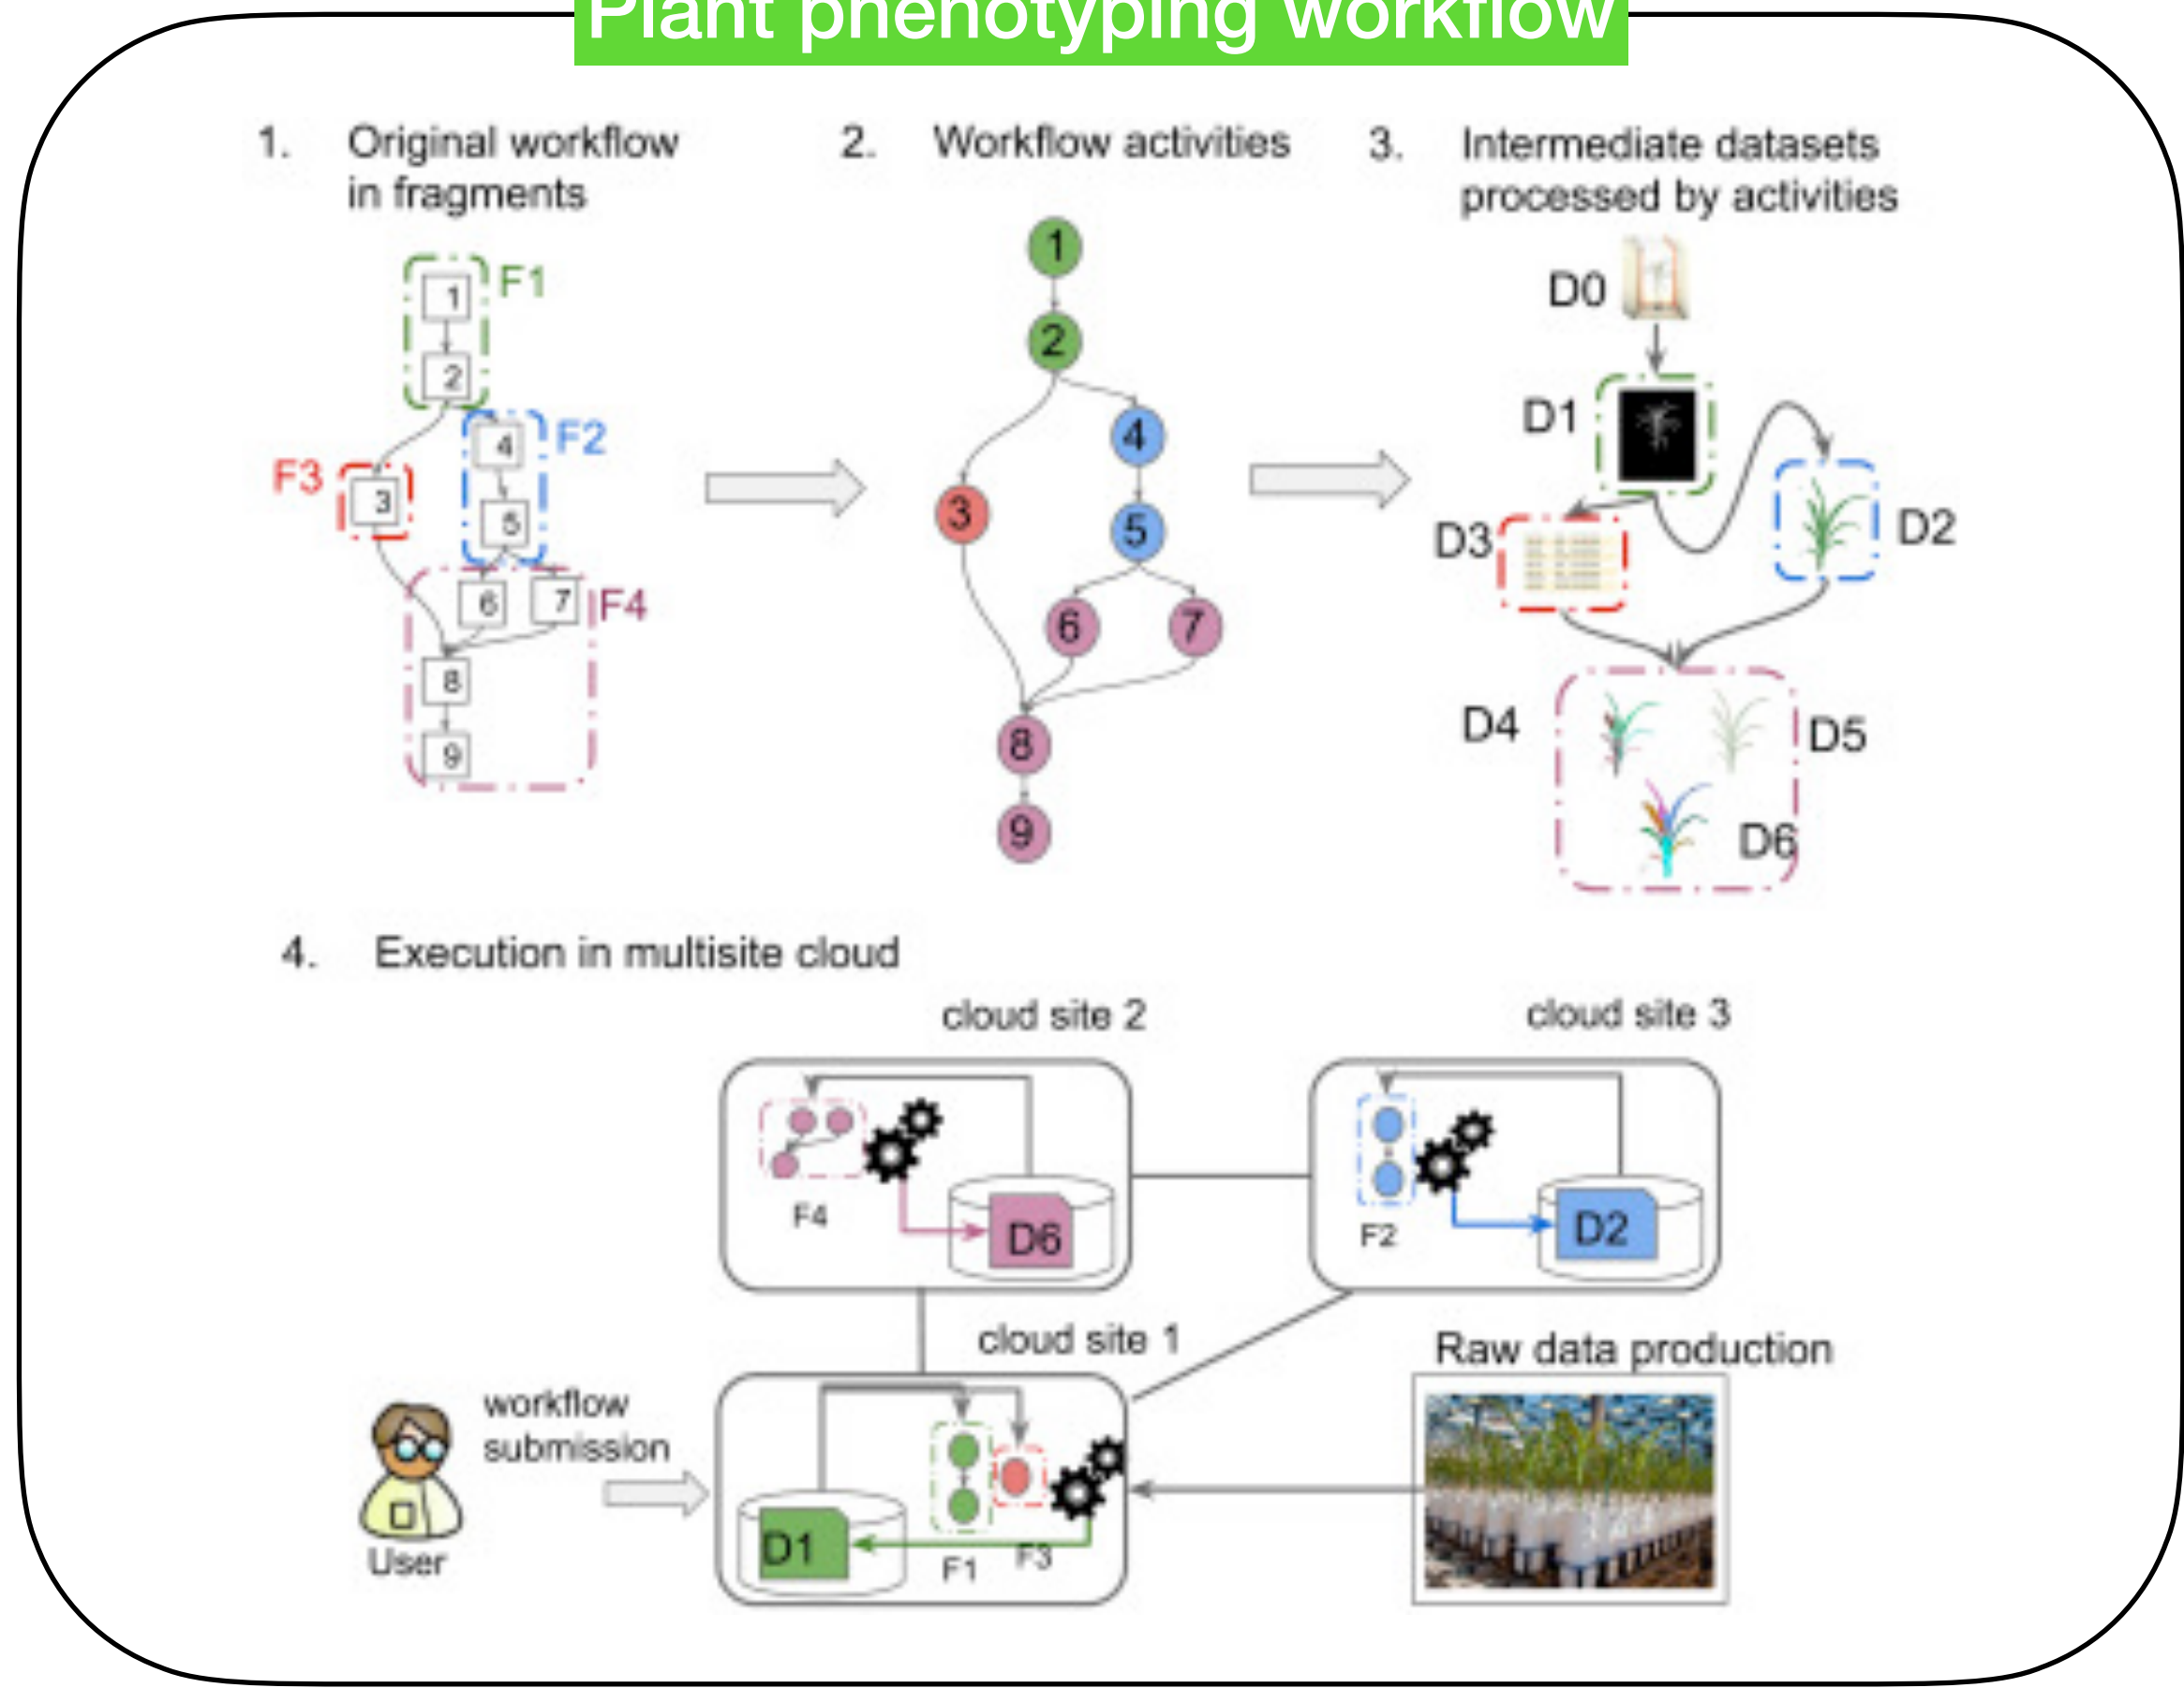 Plant phenotyping workflow
1. Original workflow
in fragments
2. Workflow activities
3. Intermediate datasets
processed by activities
F1
1
2
F2
4
5
F3
3
F4
6
7
8
9
1
2
3
4
5
6
7
8
9
D0
D1
D2
D3
D4
D5
D6
4. Execution in multisite cloud
cloud site 2
cloud site 3
F4
D6
F2
D2
cloud site 1
Raw data production
workflow
submission
User
D1
F1
F3